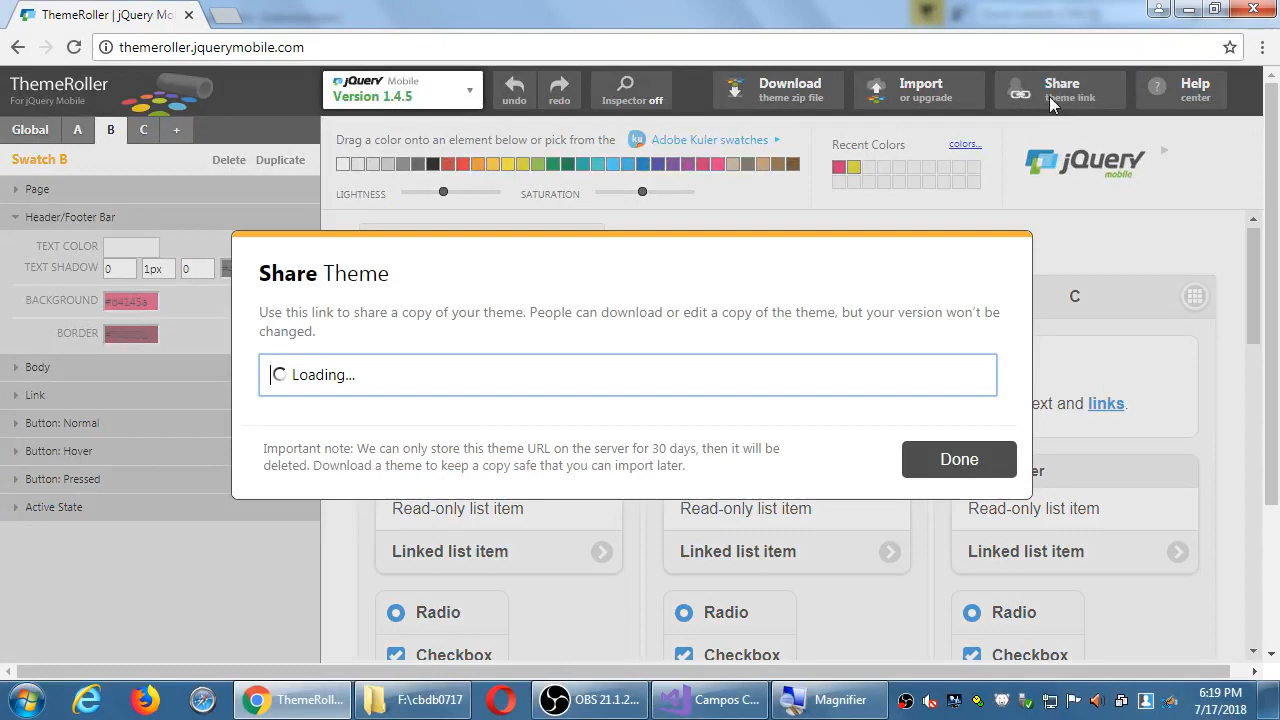 ThemeRoller | jQuery Mo
themeroller.jquerymobile.com
ThemeRoller
For jQuery Mobile
jQuery Mobile
Version 1.4.5
undo
redo
Inspector off
Download
theme zip file
Import
or upgrade
Share
theme link
Help
center
Global
A
B
C
+
Swatch B
Delete
Duplicate
Drag a color onto an element below or pick from the
ku
Adobe Kuler swatches
LIGHTNESS
SATURATION
Recent Colors
colors...
jQuery
mobile
Page
Header/Footer Bar
TEXT COLOR
TEXT SHADOW
0
1px
0
BACKGROUND
BORDER
Body
Link
Button: Normal
Button: Hover
Button: Pressed
Active State
C
Share Theme
Use this link to share a copy of your theme. People can download or edit a copy of the theme, but your version won't be
changed.
Loading...
Important note: We can only store this theme URL on the server for 30 days, then it will be
deleted. Download a theme to keep a copy safe that you can import later.
Done
ext and links.
er
Read-only list item
Read-only list item
Read-only list item
Linked list item
Linked list item
Linked list item
Radio
Radio
Radio
Checkbox
Checkbox
Checkbox
ThemeRoll...
F:\cbdb0717
OBS 21.1.2...
Campos C...
Magnifier
6:19 PM
7/17/2018